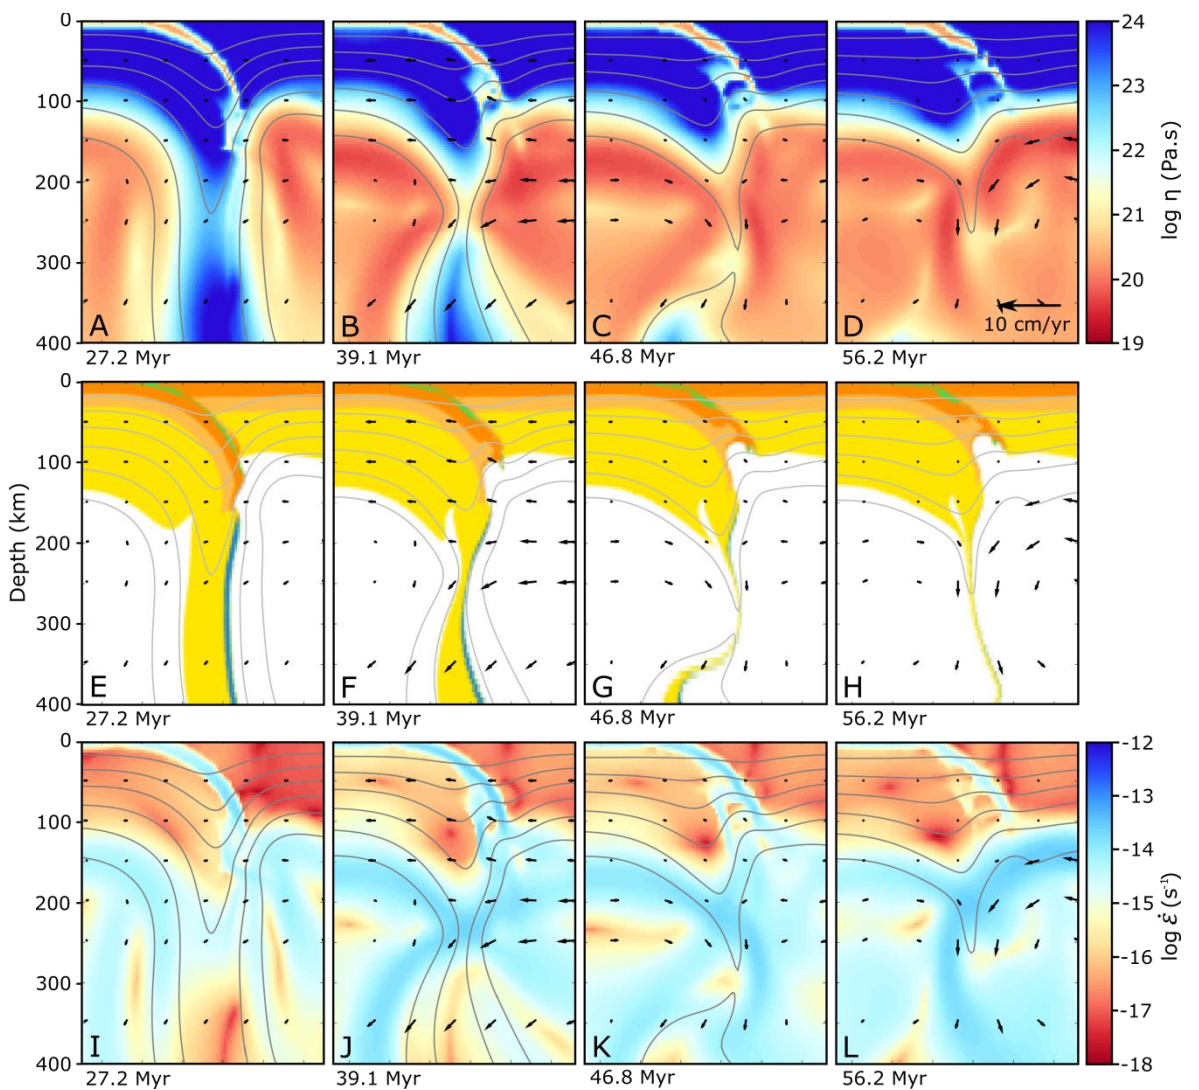 0
100
200
300
400
A
27.2 Myr
B
39.1 Myr
C
46.8 Myr
D
10 cm/yr
56.2 Myr
24
23
22
21
20
19
log η (Pa.s)
Depth (km)
0
100
200
300
400
E
27.2 Myr
F
39.1 Myr
G
46.8 Myr
H
56.2 Myr
0
100
200
300
400
I
27.2 Myr
J
39.1 Myr
K
46.8 Myr
L
56.2 Myr
-12
-13
-14
-15
-16
-17
-18
log ε̇ (s⁻¹)